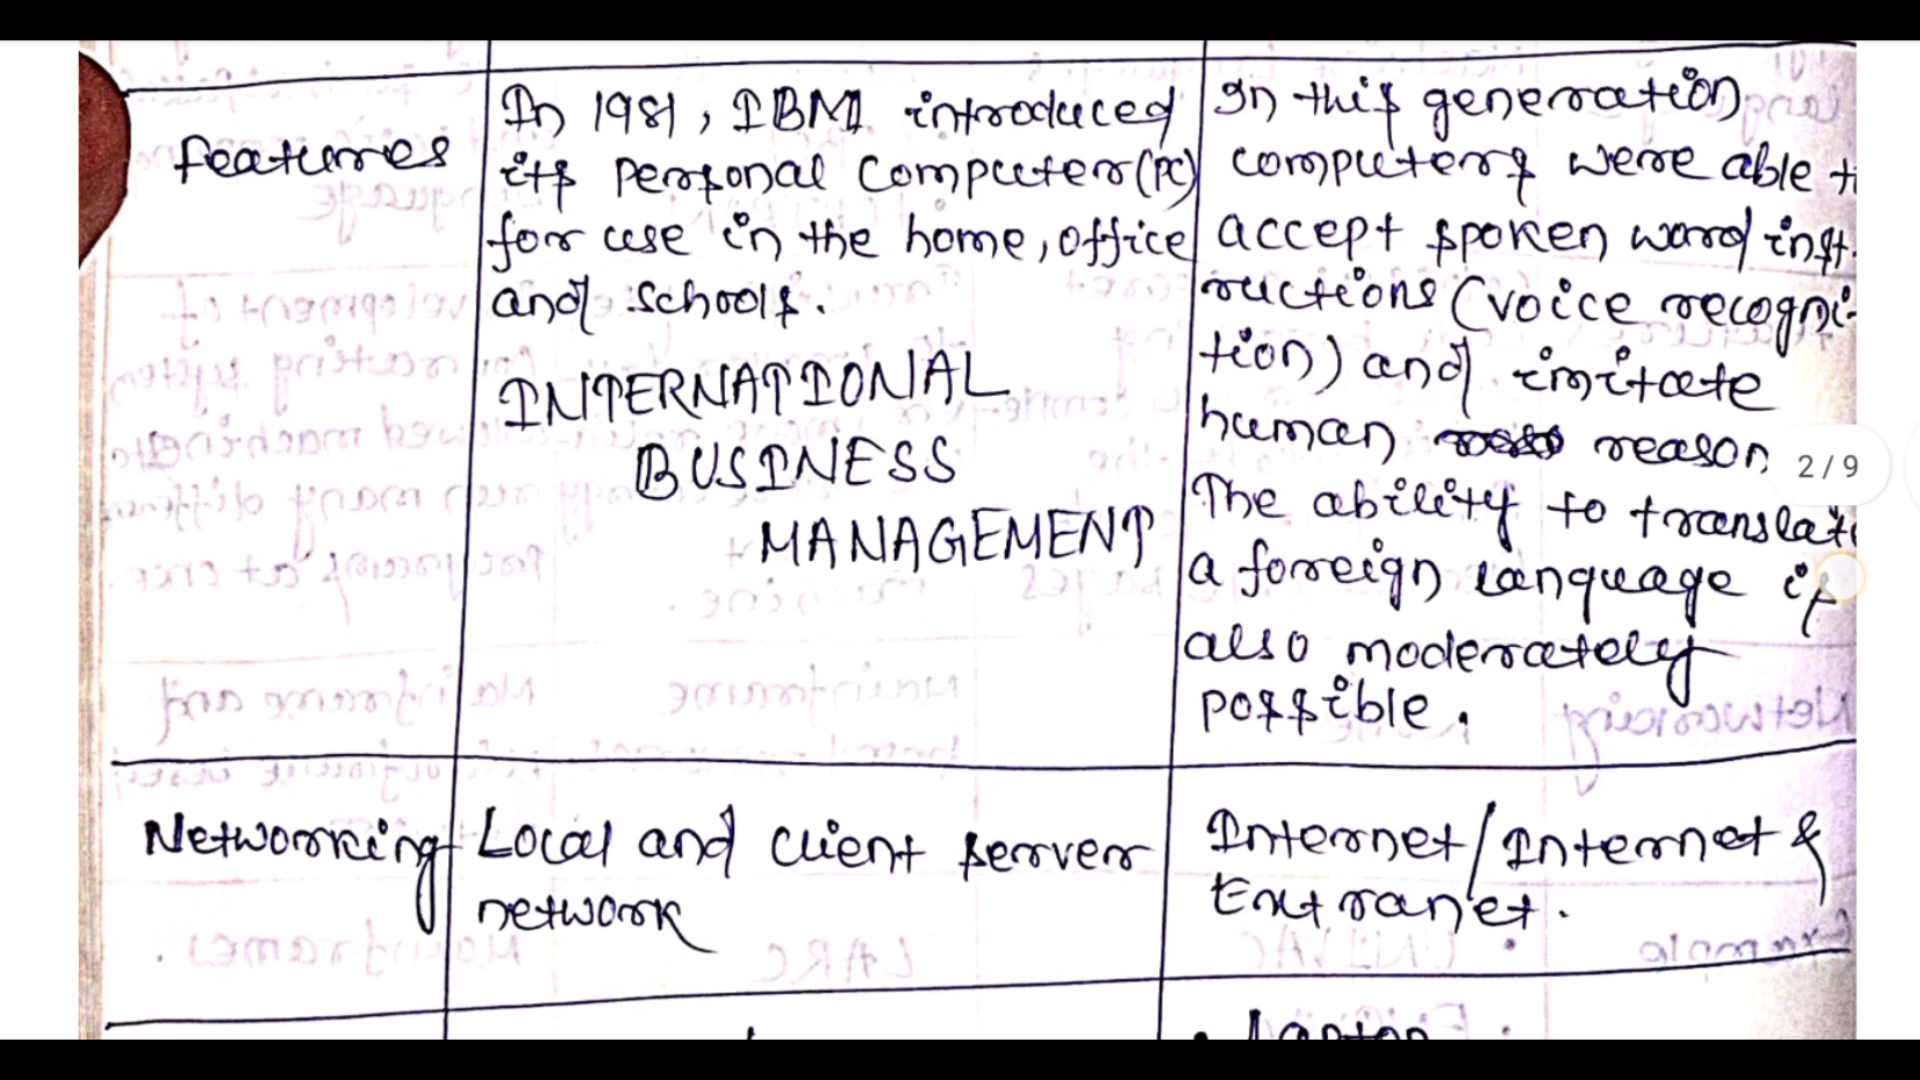 Features
In 1981, IBM introduced
its personal computer (PC)
for use in the home, office
and schools.
INTERNATIONAL
BUSINESS
MANAGEMENT
In this generation
computers were able t
accept spoken word inst-
ructions (voice recogni-
tion) and imitate
human reason
The ability to translat
a foreign language is
also moderately
possible.
2/9
Networking
Local and client server
network
Internet/Internet &
Extranet.